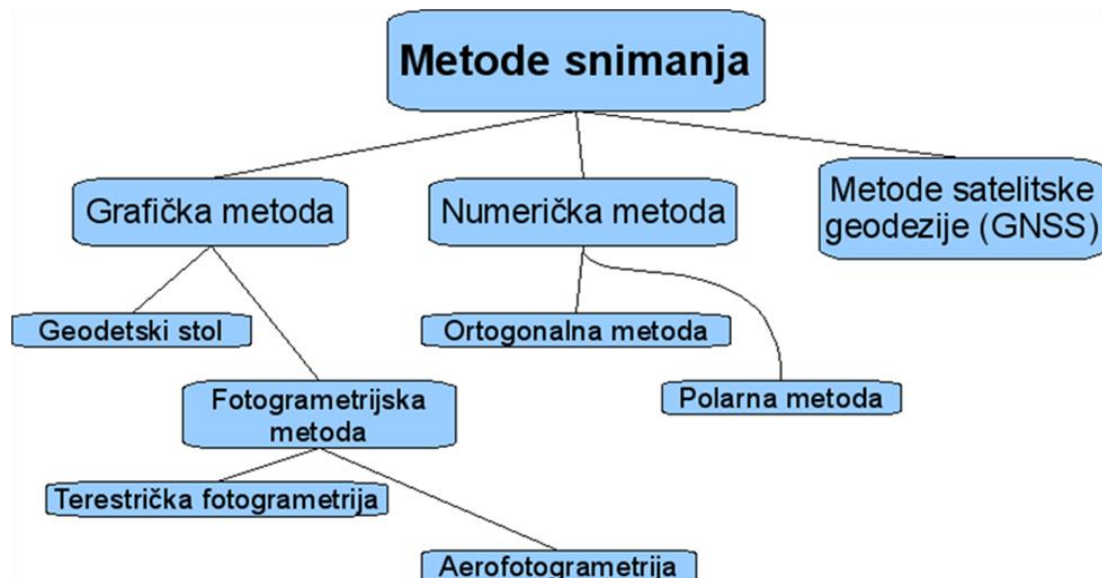 Metode snimanja
Grafička metoda
Numerička metoda
Metode satelitske
geodezije (GNSS)
Geodetski stol
Ortogonalna metoda
Fotogrametrijska
metoda
Polarna metoda
Terestrička fotogrametrija
Aerofotogrametrija